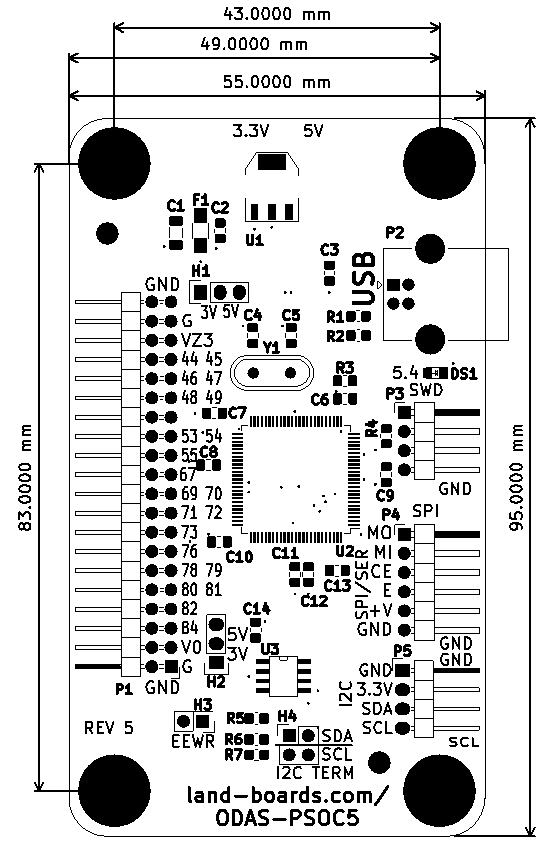 43.0000 mm
49.0000 mm
55.0000 mm
3.3V 5V
C1 F1 C2
U1
P2
C3
USB
H1
GND
3V 5V
G
C4 C5
R1
R2
VZ3
Y1
44 45
46 47
48 49
R3
C6
5.4 DS1
P3 SWD
C7
R4
53 54
55
C8
67
69 70
71 72
73
76
78 79
80 81
82
84
V0
G
C9
GND
P4 SPI
MO
MI
CE
E
+V
GND
SPI/SER
C10
C11
U2
C12
C13
C14
GND
GND
5V
3V
H2
U3
P5
GND
3.3V
SDA
SCL
I2C
SCL
P1 GND
REV 5
H3
EEWR
R5
R6
R7
H4
SDA
SCL
I2C TERM
land-boards.com/
ODAS-PSOC5
83.0000 mm
95.0000 mm